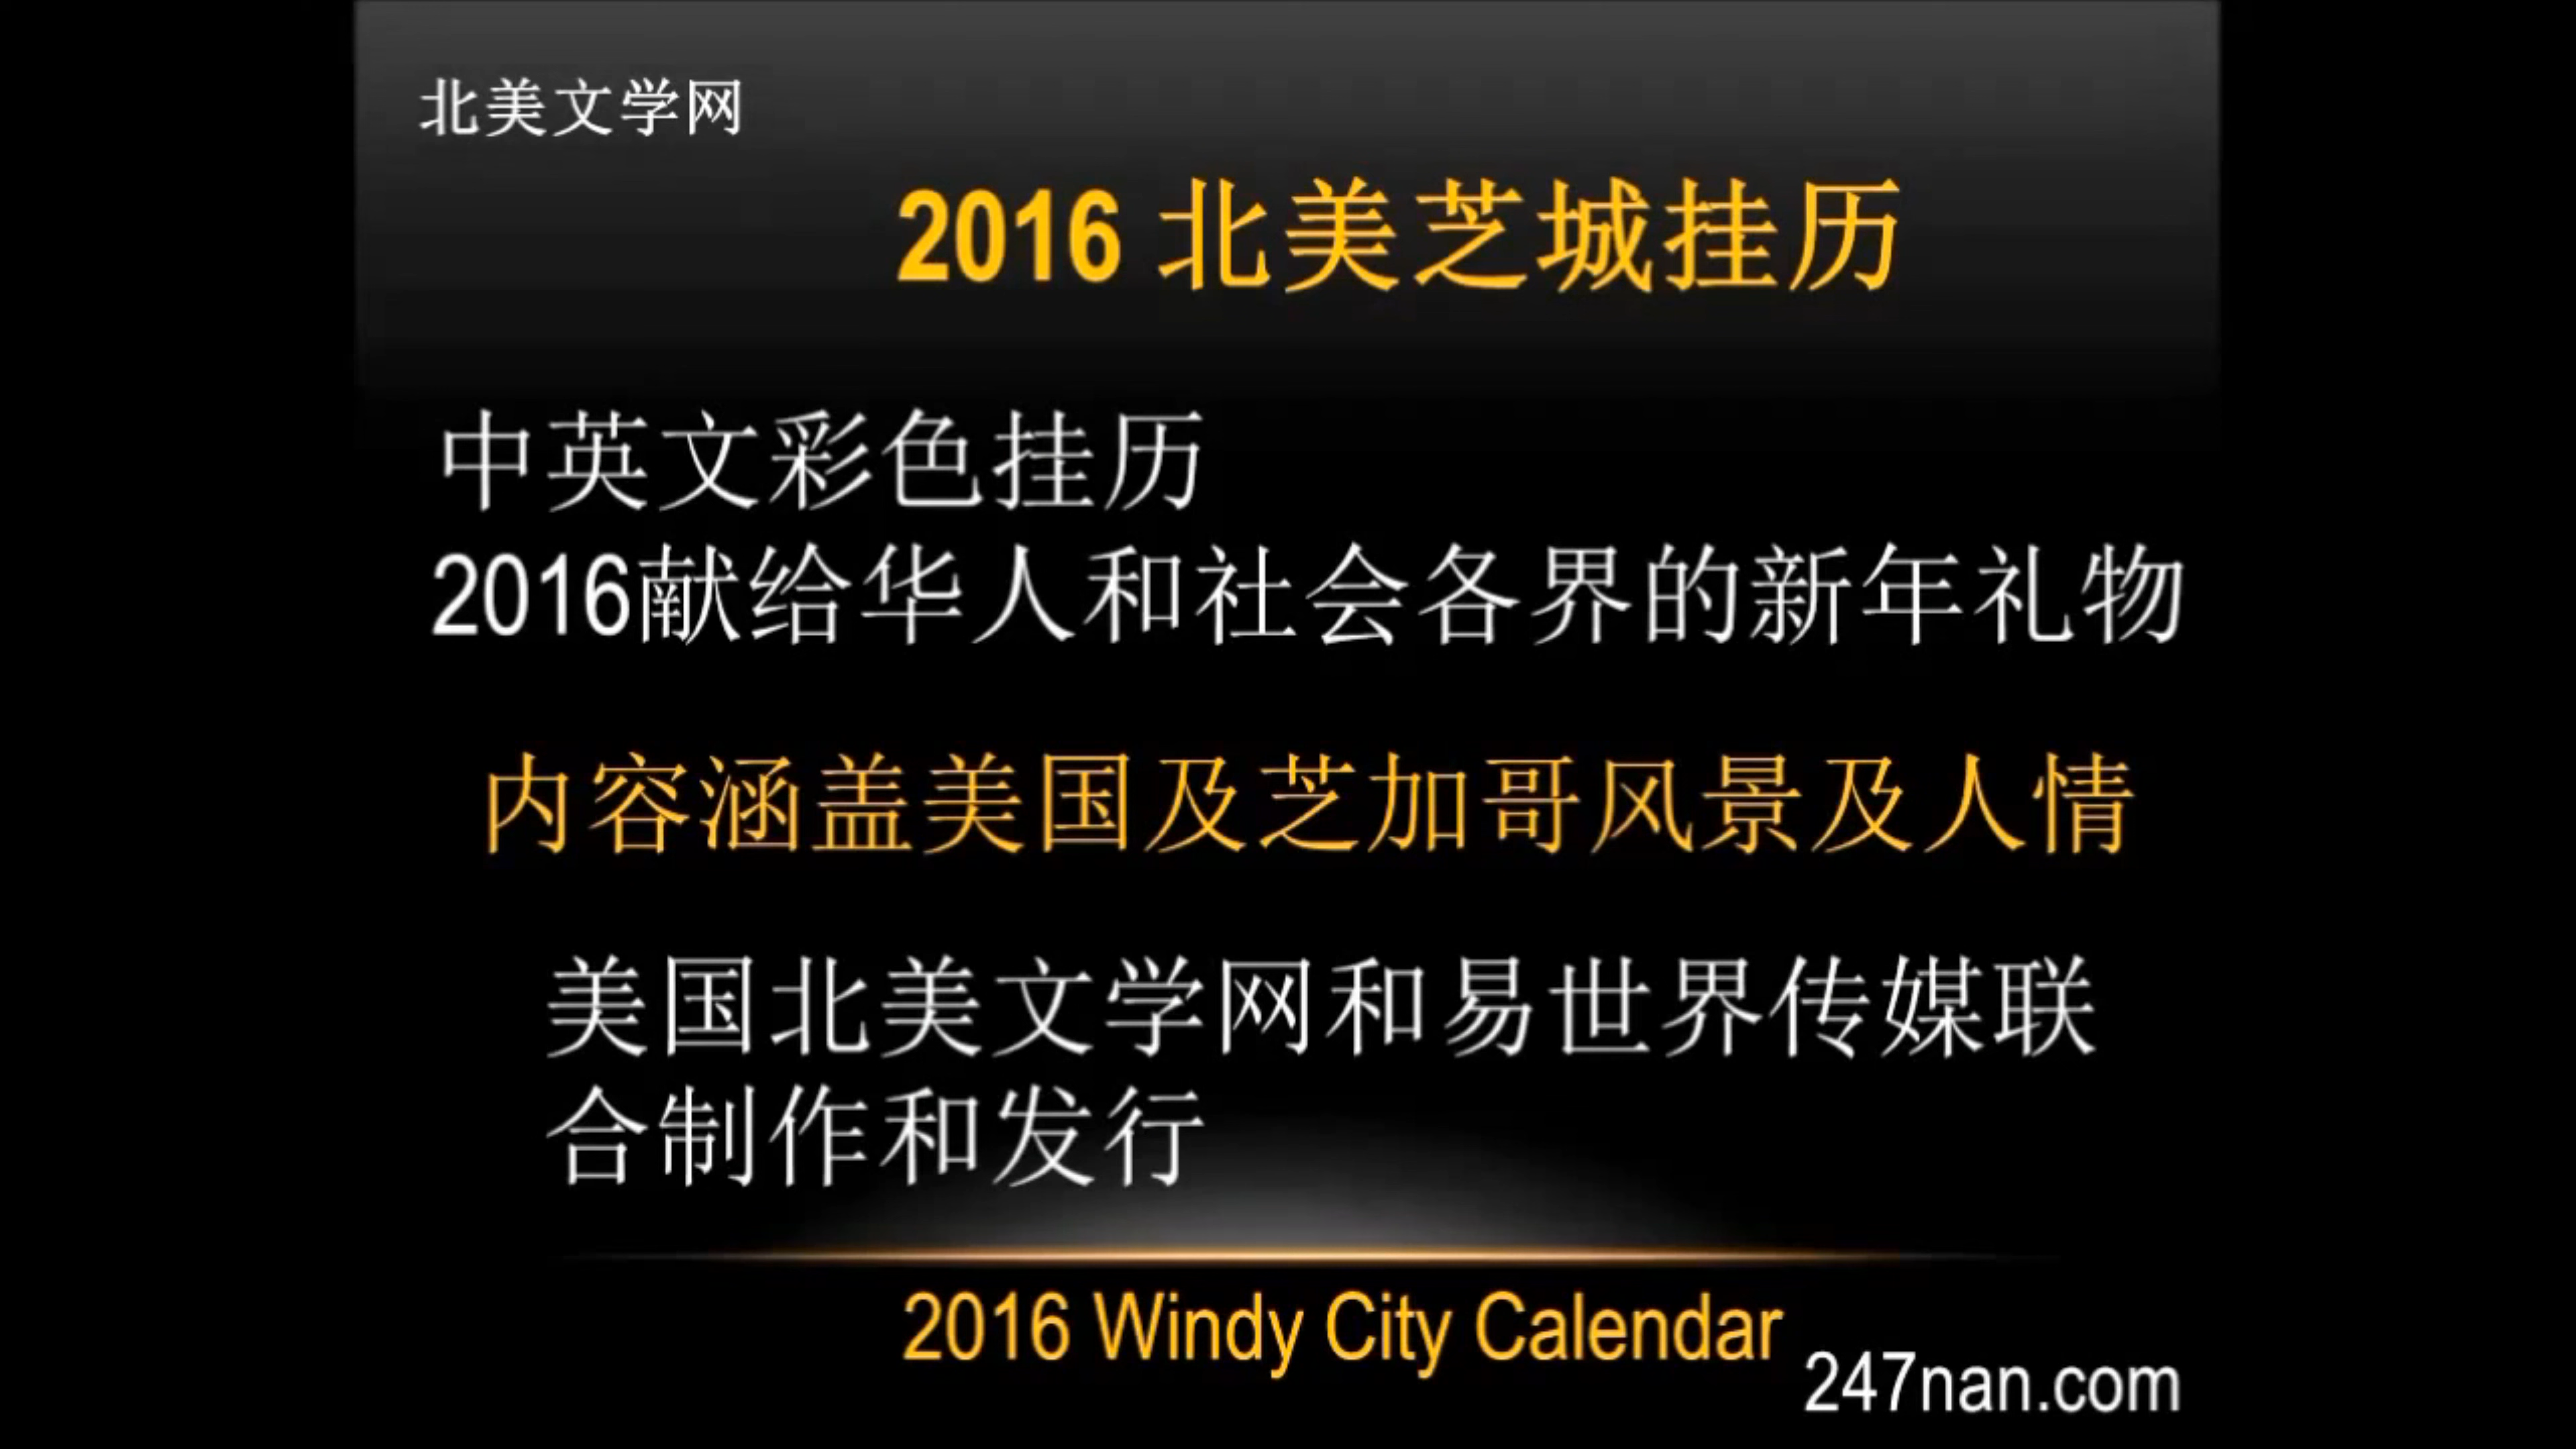 北美文学网
2016 北美芝城挂历
中英文彩色挂历
2016献给华人和社会各界的新年礼物
内容涵盖美国及芝加哥风景及人情
美国北美文学网和易世界传媒联
合制作和发行
2016 Windy City Calendar
247nan.com